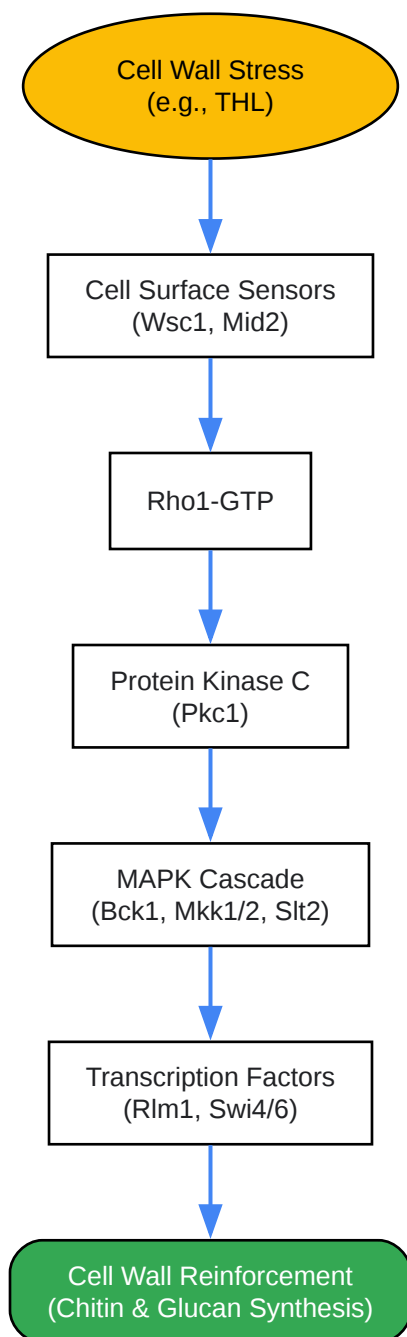 Cell Wall Stress
(e.g., THL)
Cell Surface Sensors
(Wsc1, Mid2)
Rho1-GTP
Protein Kinase C
(Pkc1)
MAPK Cascade
(Bck1, Mkk1/2, Slt2)
Transcription Factors
(Rlm1, Swi4/6)
Cell Wall Reinforcement
(Chitin & Glucan Synthesis)